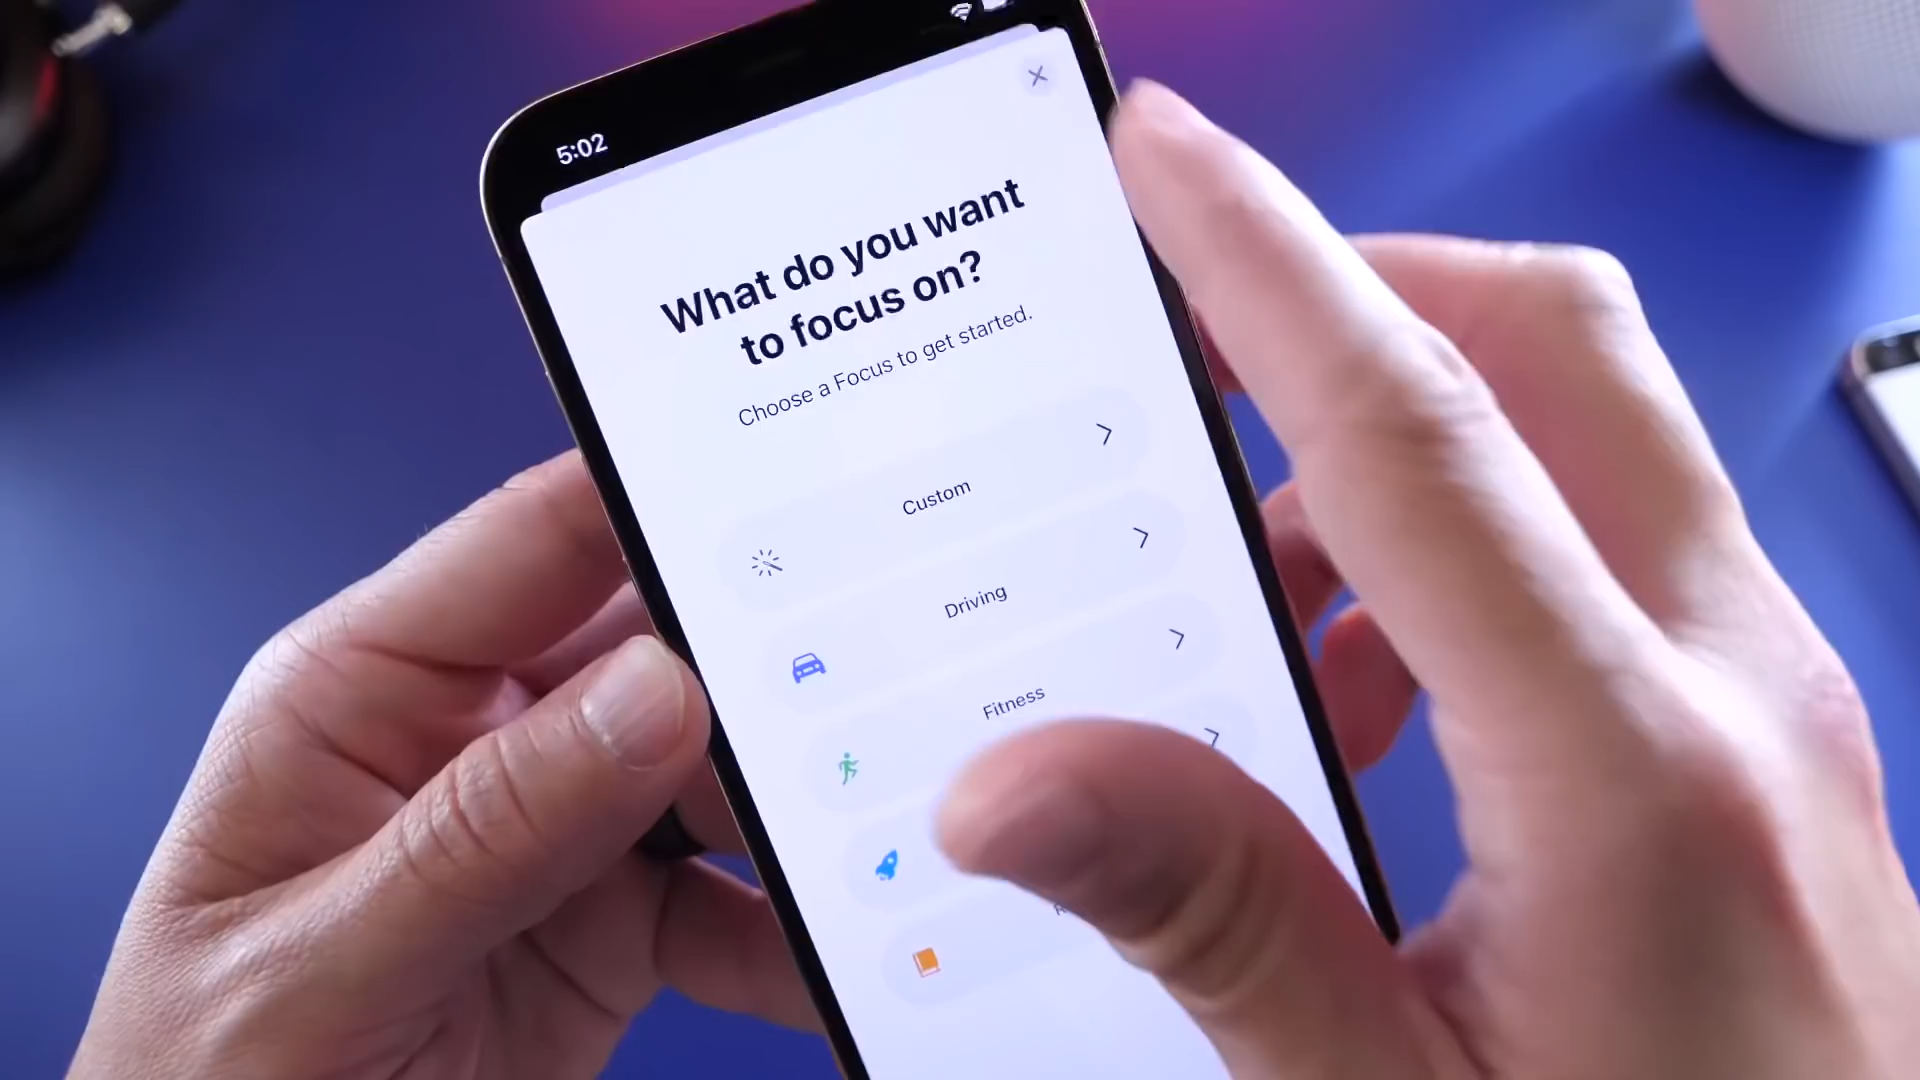 5:02
What do you want
to focus on?
Choose a Focus to get started.
Custom
Driving
Fitness